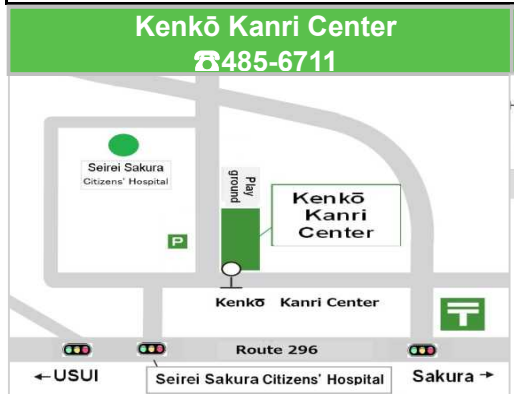 Kenkō Kanri Center
☎485-6711
Seirei Sakura
Citizens' Hospital
Play
ground
Kenkō
Kanri
Center
P
Kenkō Kanri Center
〒
Route 296
←USUI
Seirei Sakura Citizens' Hospital
Sakura→